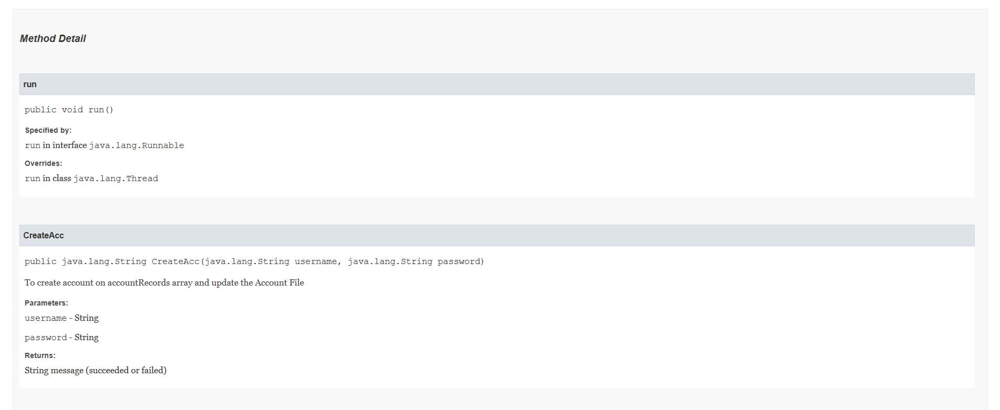 Method Detail
run
public void run()
Specified by:
run in interface java.lang.Runnable
Overrides:
run in class java.lang.Thread
CreateAcc
public java.lang.String CreateAcc(java.lang.String username, java.lang.String password)
To create account on accountRecords array and update the Account File
Parameters:
username - String
password - String
Returns:
String message (succeeded or failed)